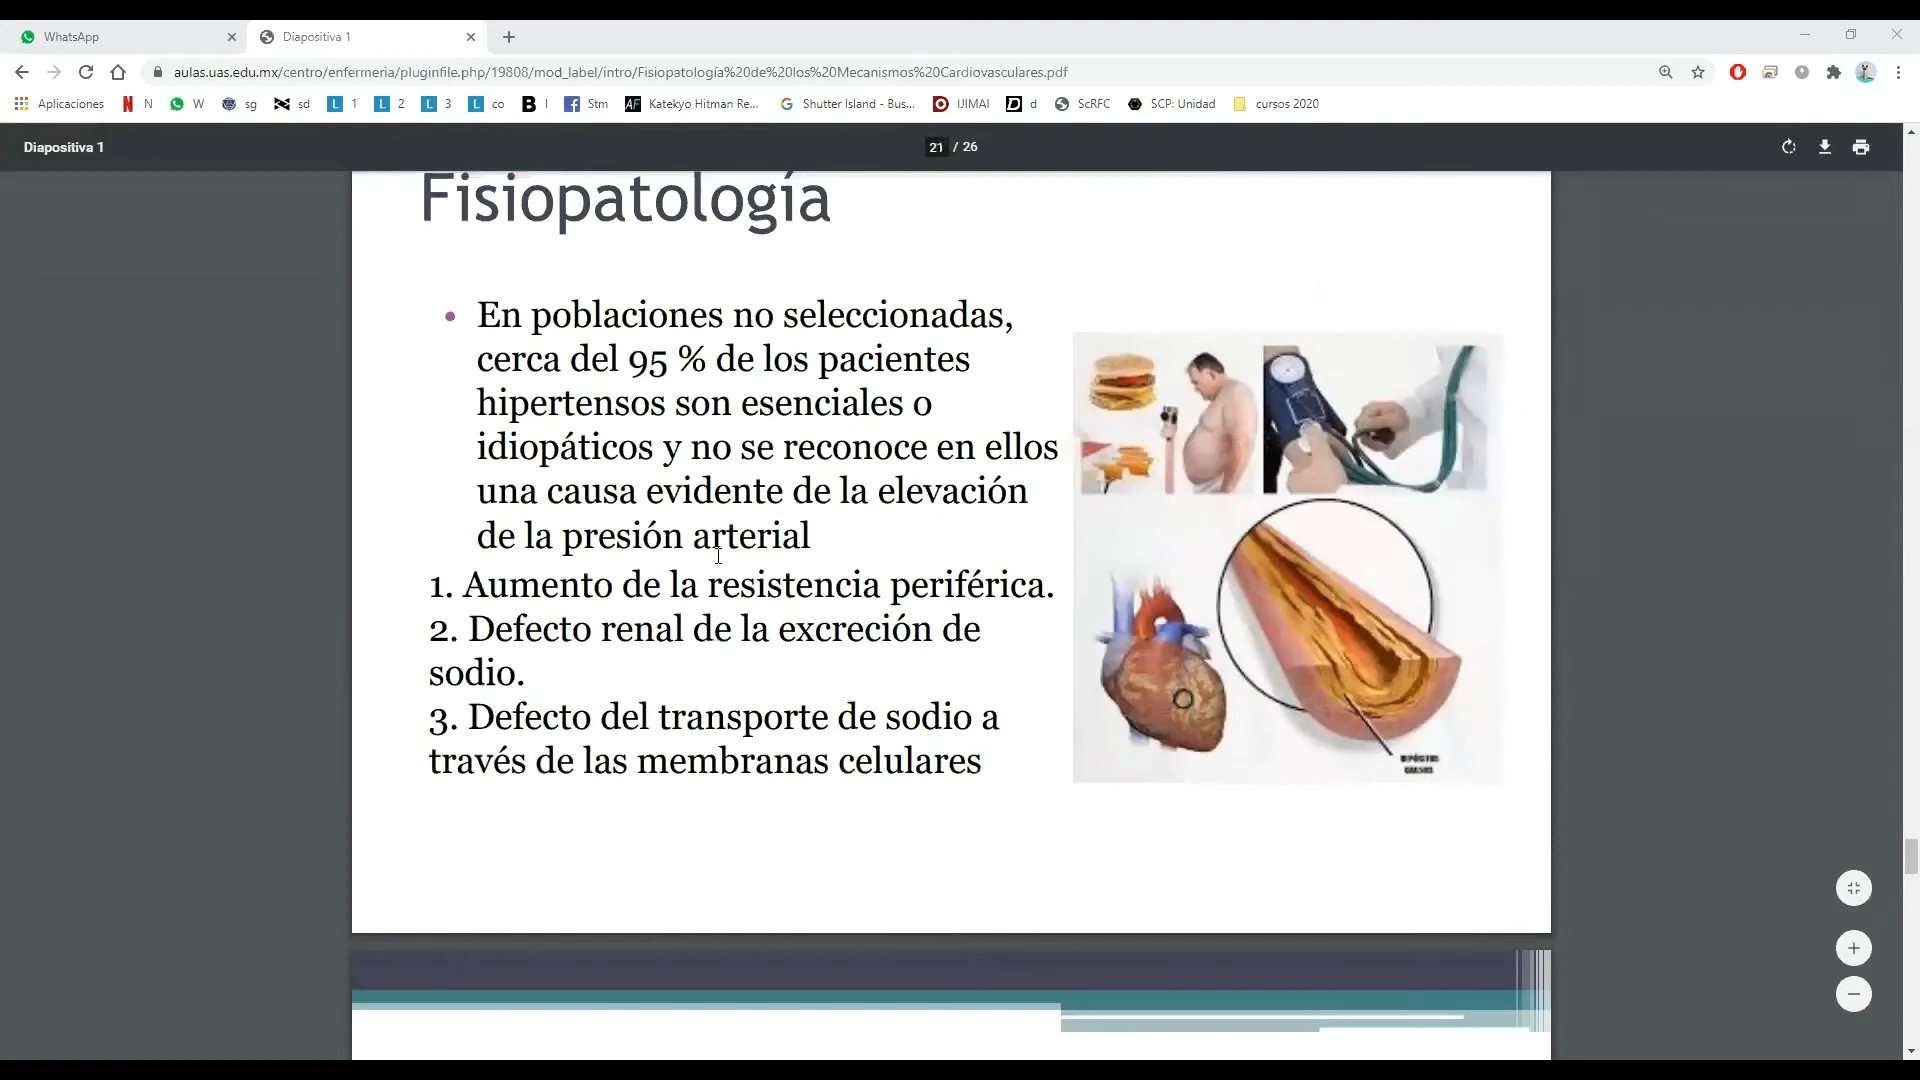 WhatsApp
Diapositiva 1
aulas.uas.edu.mx/centro/enfermeria/pluginfile.php/19808/mod_label/intro/Fisiopatología%20de%20los%20Mecanismos%20Cardiovasculares.pdf
Aplicaciones N W sg sd L 1 L 2 L 3 L co B I Stm AF Katekyo Hitman Re... Shutter Island - Bus... IJIMAI D d ScRFC SCP: Unidad cursos 2020
Diapositiva 1
21 / 26
Fisiopatología
• En poblaciones no seleccionadas,
cerca del 95 % de los pacientes
hipertensos son esenciales o
idiopáticos y no se reconoce en ellos
una causa evidente de la elevación
de la presión arterial
1. Aumento de la resistencia periférica.
2. Defecto renal de la excreción de
sodio.
3. Defecto del transporte de sodio a
través de las membranas celulares
DEPÓSITOS
GRASOS